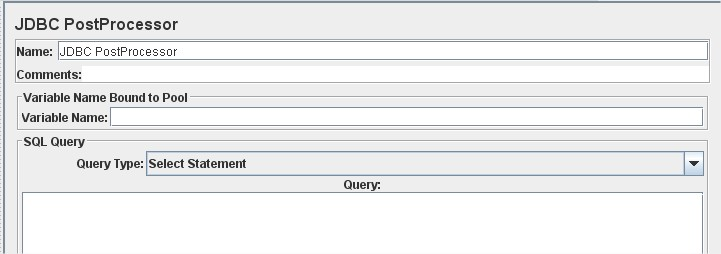 JDBC PostProcessor
Name: JDBC PostProcessor
Comments:
Variable Name Bound to Pool
Variable Name:
SQL Query
Query Type: Select Statement
Query: